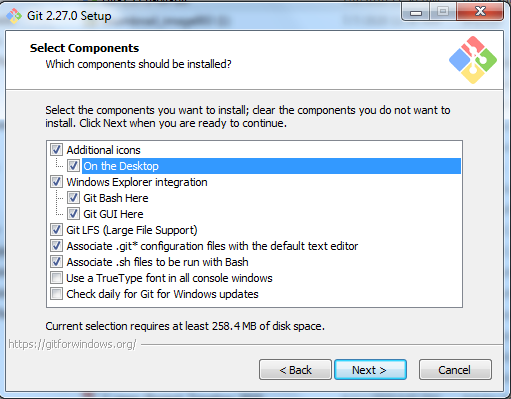 Git 2.27.0 Setup
Select Components
Which components should be installed?
Select the components you want to install; clear the components you do not want to
install. Click Next when you are ready to continue.
Additional icons
On the Desktop
Windows Explorer integration
Git Bash Here
Git GUI Here
Git LFS (Large File Support)
Associate .git* configuration files with the default text editor
Associate .sh files to be run with Bash
Use a TrueType font in all console windows
Check daily for Git for Windows updates
Current selection requires at least 258.4 MB of disk space.
https://gitforwindows.org/
< Back
Next >
Cancel